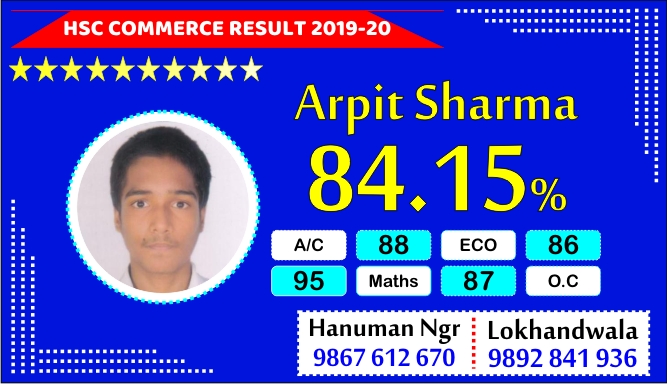 HSC COMMERCE RESULT 2019-20
Arpit Sharma
84.15%
A/C 88 ECO 86
95 Maths 87 O.C
Hanuman Ngr Lokhandwala
9867 612 670 9892 841 936